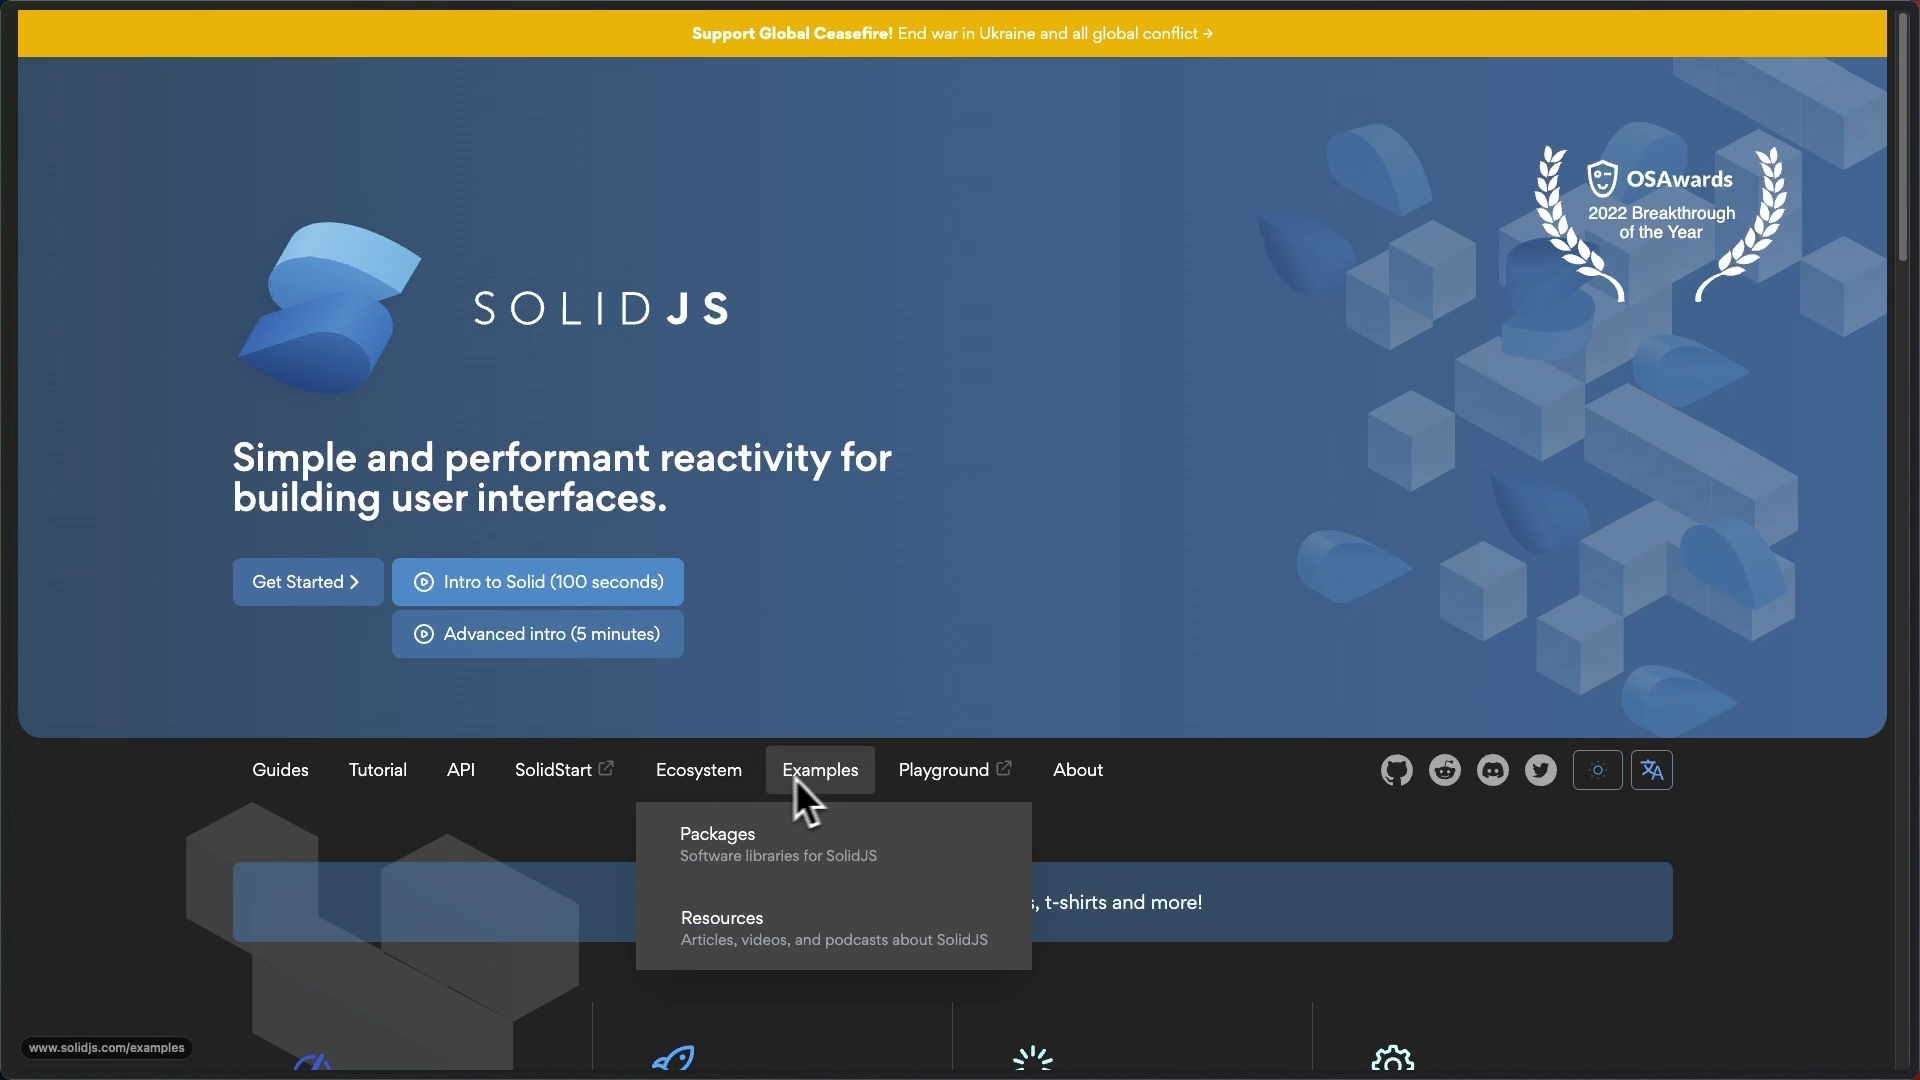 Support Global Ceasefire! End war in Ukraine and all global conflict →
OSAwards
2022 Breakthrough
of the Year
SOLIDJS
Simple and performant reactivity for
building user interfaces.
Get Started
Intro to Solid (100 seconds)
Advanced intro (5 minutes)
Guides Tutorial API SolidStart Ecosystem Examples Playground About
Packages
Software libraries for SolidJS
t-shirts and more!
Resources
Articles, videos, and podcasts about SolidJS
www.solidjs.com/examples